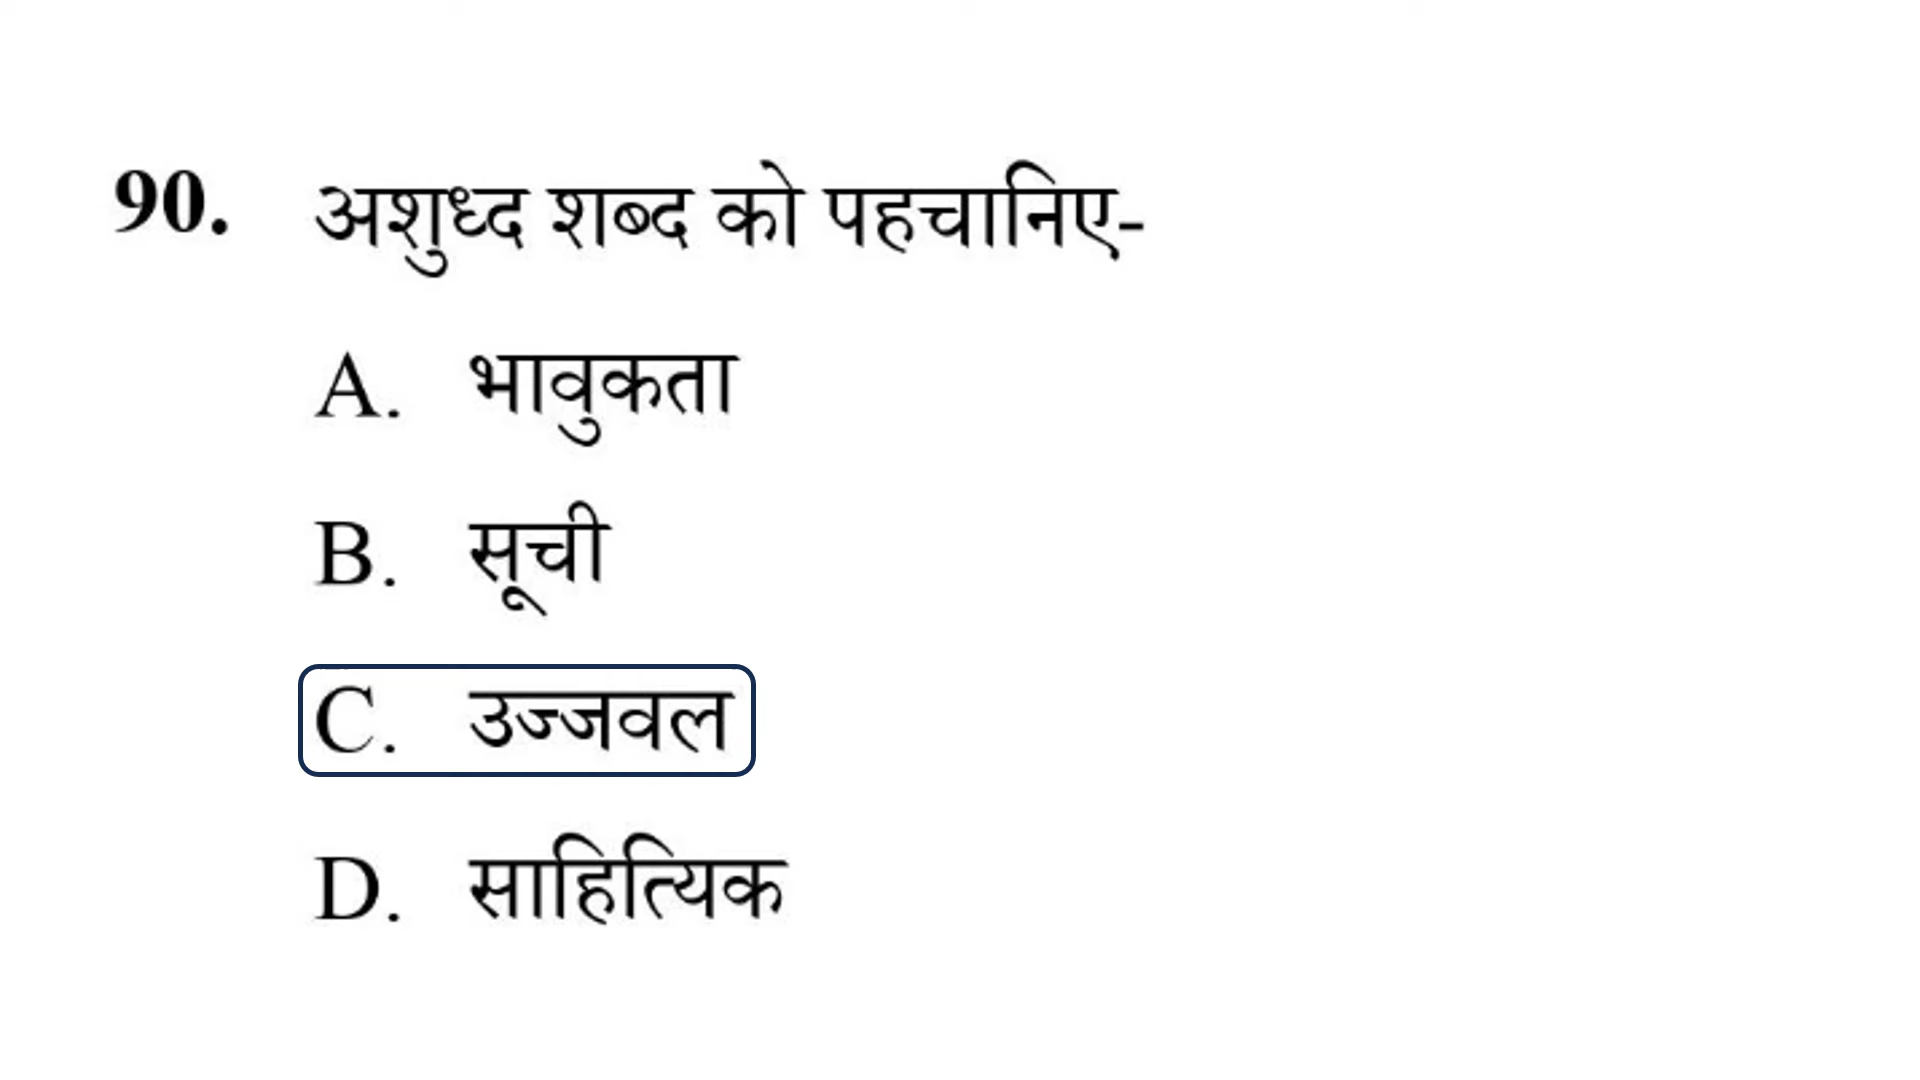 90. अशुध्द शब्द को पहचानिए-
A. भावुकता
B. सूची
C. उज्जवल
D. साहित्यिक